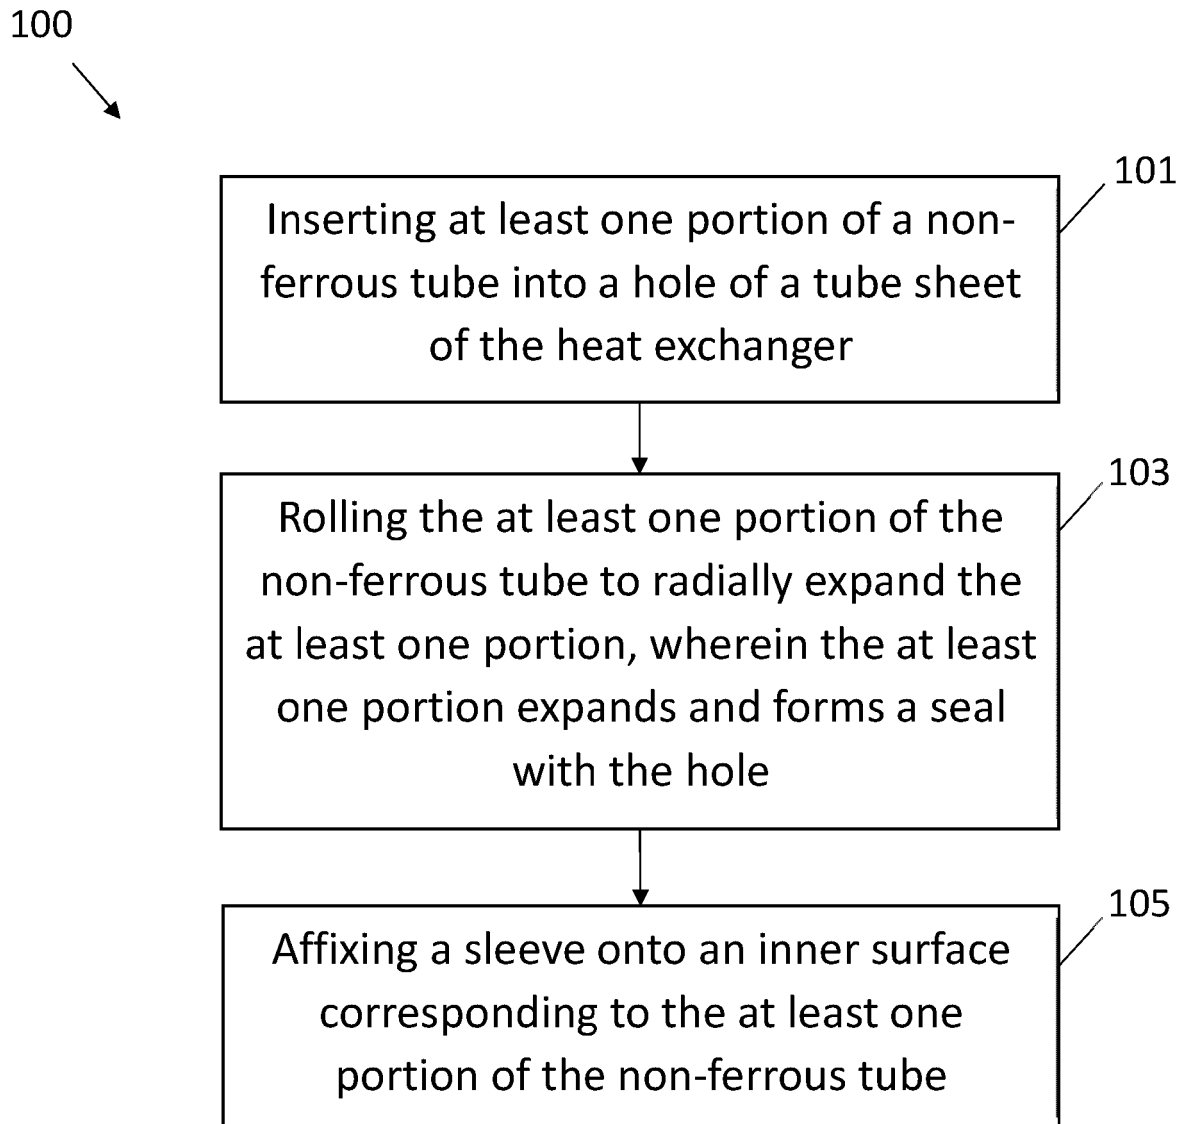 100
101
Inserting at least one portion of a non-
ferrous tube into a hole of a tube sheet
of the heat exchanger
103
Rolling the at least one portion of the
non-ferrous tube to radially expand the
at least one portion, wherein the at least
one portion expands and forms a seal
with the hole
105
Affixing a sleeve onto an inner surface
corresponding to the at least one
portion of the non-ferrous tube